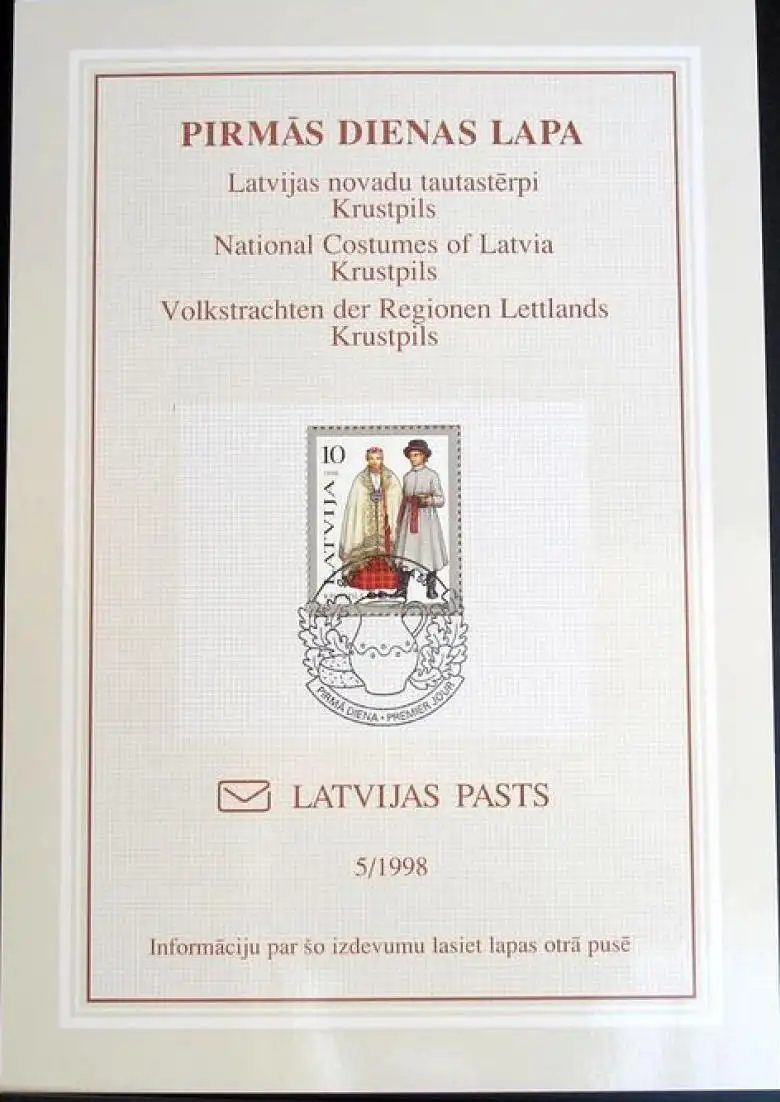 PIRMĀS DIENAS LAPA
Latvijas novadu tautastērpi
Krustpils
National Costumes of Latvia
Krustpils
Volkstrachten der Regionen Lettlands
Krustpils
10
1998
LATVIJA
PIRMĀ DIENA • PREMIER JOUR
LATVIJAS PASTS
5/1998
Informāciju par šo izdevumu lasiet lapas otrā pusē